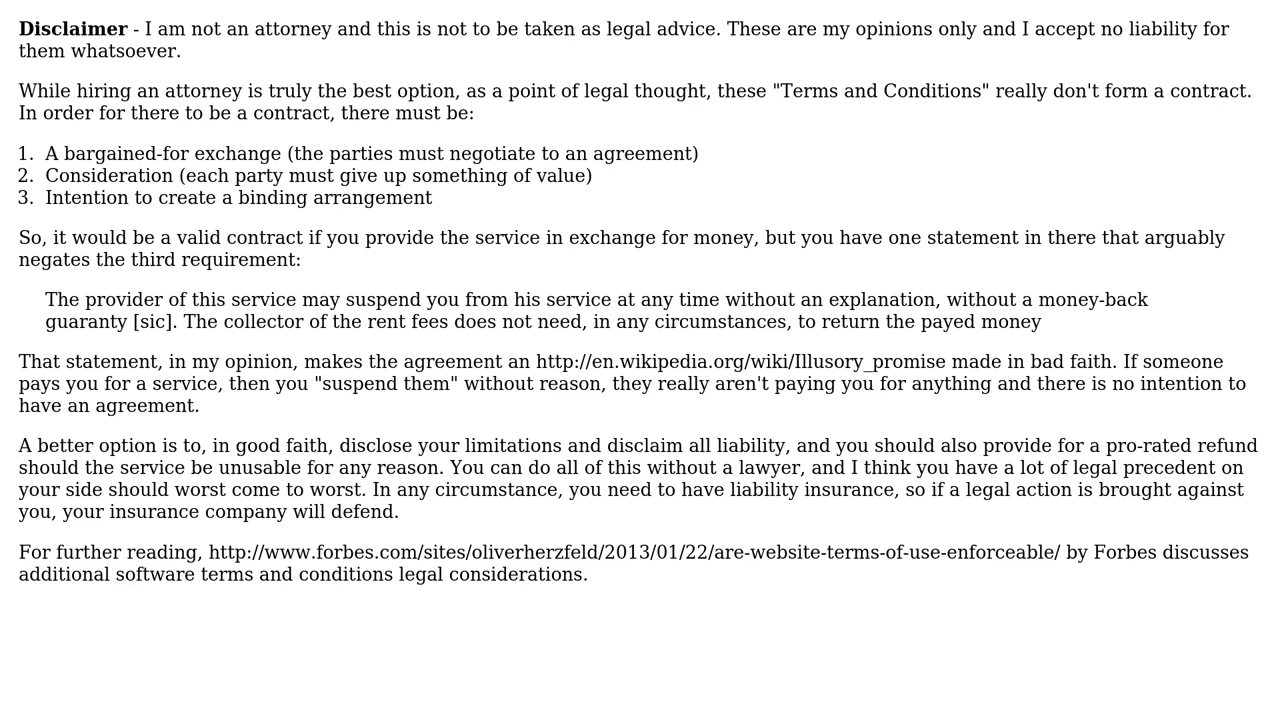 Disclaimer - I am not an attorney and this is not to be taken as legal advice. These are my opinions only and I accept no liability for
them whatsoever.
While hiring an attorney is truly the best option, as a point of legal thought, these "Terms and Conditions" really don't form a contract.
In order for there to be a contract, there must be:
1. A bargained-for exchange (the parties must negotiate to an agreement)
2. Consideration (each party must give up something of value)
3. Intention to create a binding arrangement
So, it would be a valid contract if you provide the service in exchange for money, but you have one statement in there that arguably
negates the third requirement:
The provider of this service may suspend you from his service at any time without an explanation, without a money-back
guaranty [sic]. The collector of the rent fees does not need, in any circumstances, to return the payed money
That statement, in my opinion, makes the agreement an http://en.wikipedia.org/wiki/Illusory_promise made in bad faith. If someone
pays you for a service, then you "suspend them" without reason, they really aren't paying you for anything and there is no intention to
have an agreement.
A better option is to, in good faith, disclose your limitations and disclaim all liability, and you should also provide for a pro-rated refund
should the service be unusable for any reason. You can do all of this without a lawyer, and I think you have a lot of legal precedent on
your side should worst come to worst. In any circumstance, you need to have liability insurance, so if a legal action is brought against
you, your insurance company will defend.
For further reading, http://www.forbes.com/sites/oliverherzfeld/2013/01/22/are-website-terms-of-use-enforceable/ by Forbes discusses
additional software terms and conditions legal considerations.